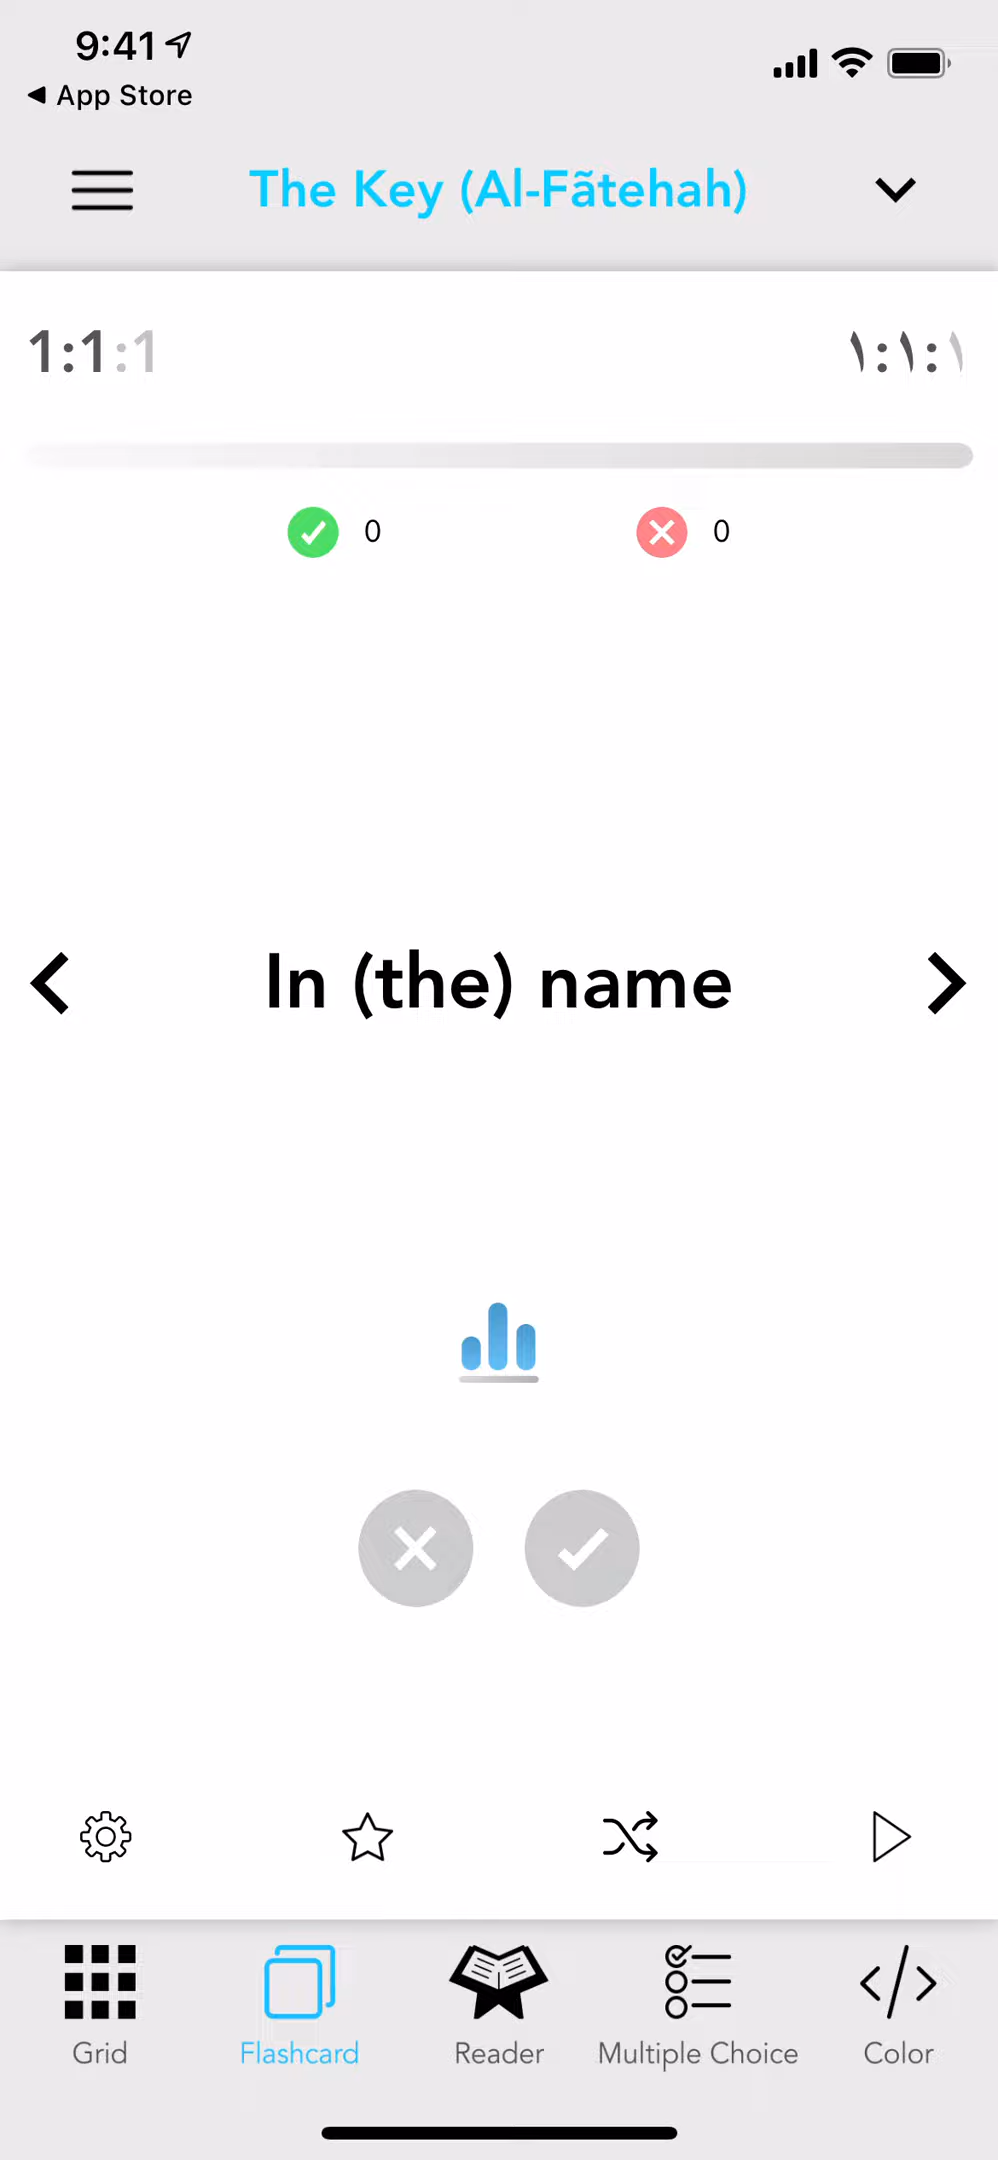 9:41
App Store
The Key (Al-Fãtehah)
1:1:1
١:١:١
0
0
In (the) name
Grid
Flashcard
Reader
Multiple Choice
Color